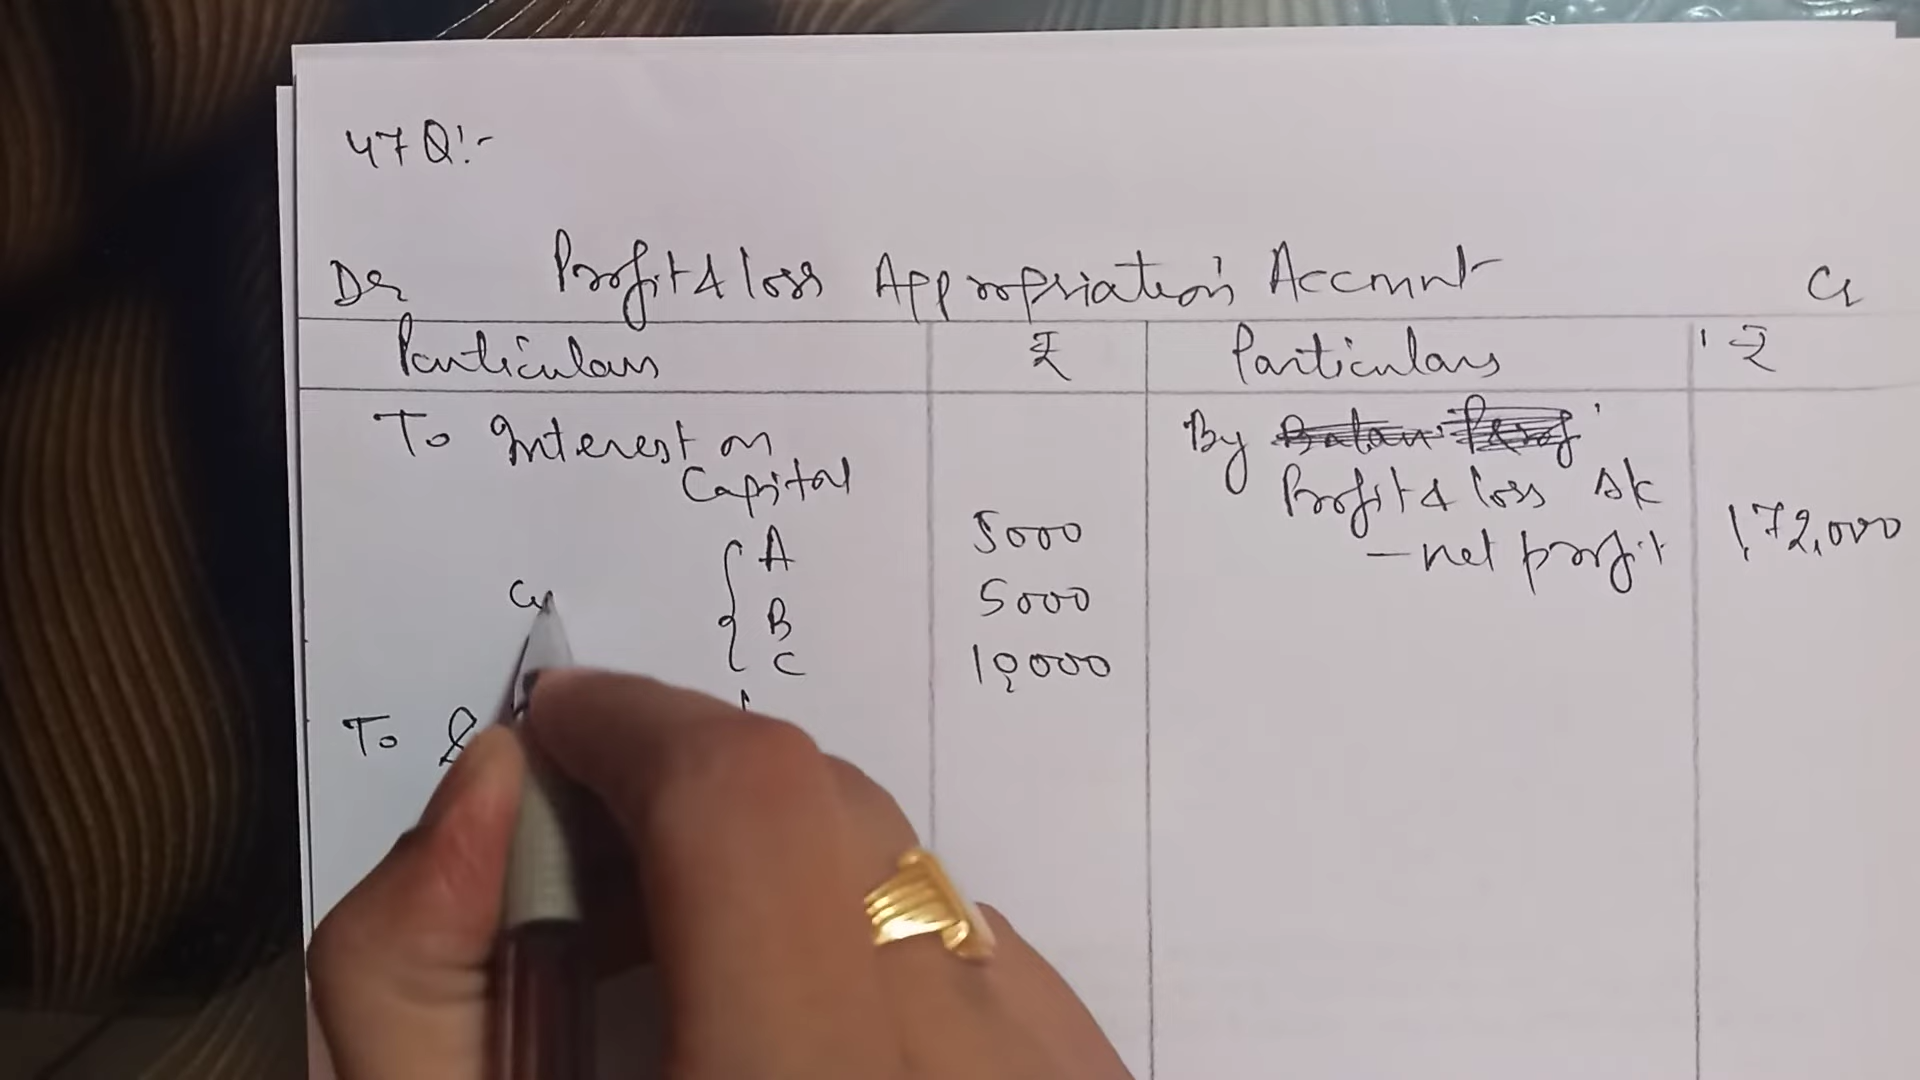 47 Q:-
Dr Profit & loss Appropriation Account Cr
Particulars ₹ Particulars ₹
To Interest on
Capital
A 5000
B 5000
C 10,000
To
By
Profit & loss A/c
- net profit 1,72,000